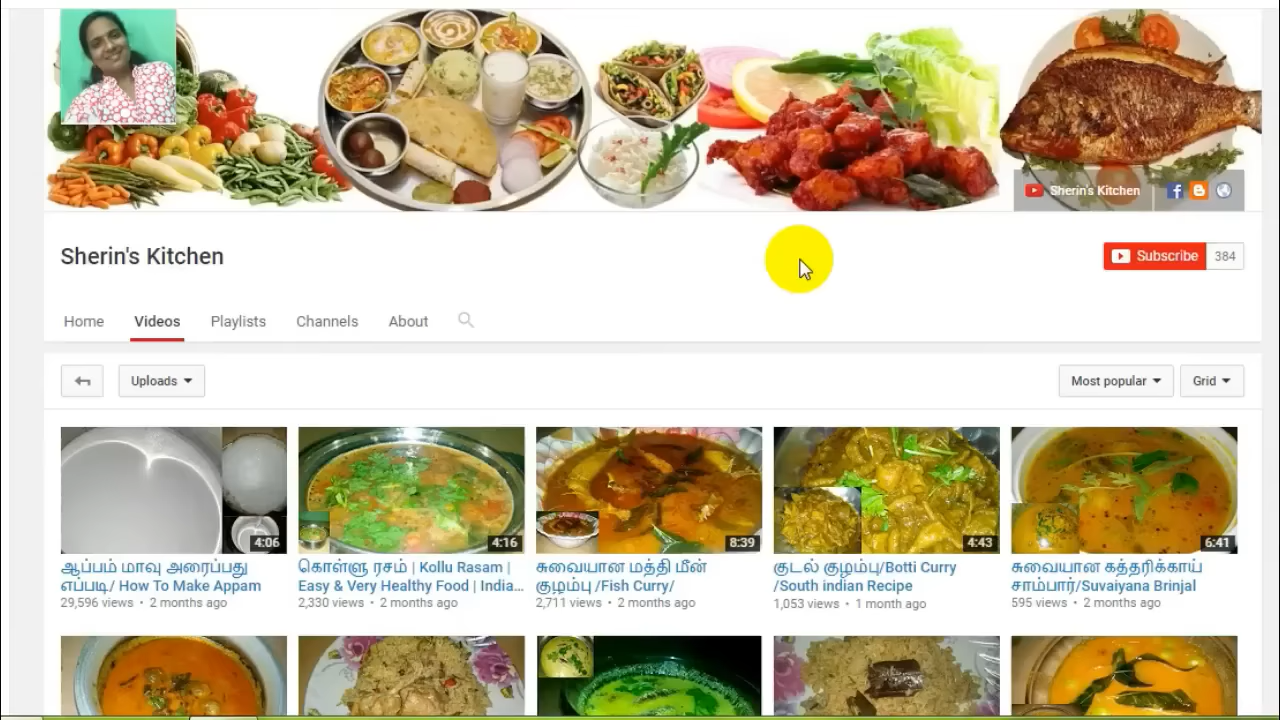 Sherin's Kitchen
Sherin's Kitchen
Subscribe 384
Home Videos Playlists Channels About
Uploads Most popular Grid
4:06 4:16 8:39 4:43 6:41
ஆப்பம் மாவு அரைப்பது
எப்படி/ How To Make Appam
29,596 views • 2 months ago
கொள்ளு ரசம் | Kollu Rasam |
Easy & Very Healthy Food | India...
2,330 views • 2 months ago
சுவையான மத்தி மீன்
குழம்பு /Fish Curry/
2,711 views • 2 months ago
குடல் குழம்பு/Botti Curry
/South indian Recipe
1,053 views • 1 month ago
சுவையான கத்தரிக்காய்
சாம்பார்/Suvaiyana Brinjal
595 views • 2 months ago